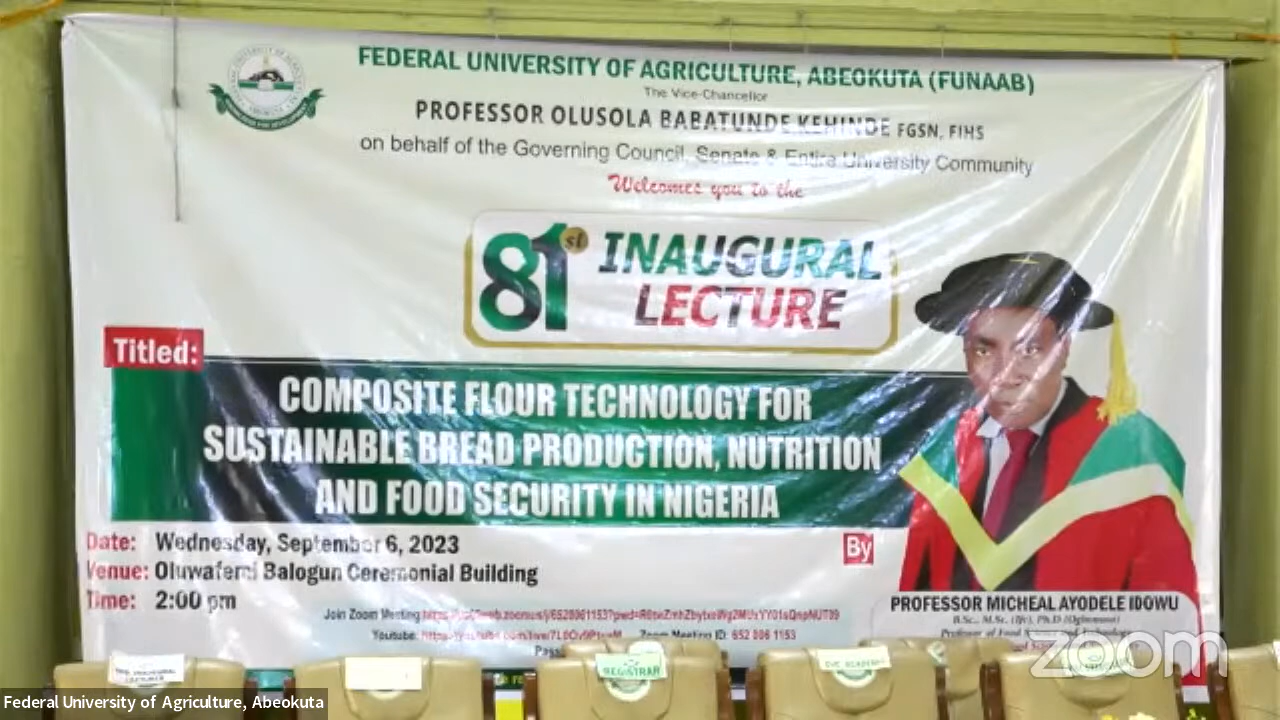 FEDERAL UNIVERSITY OF AGRICULTURE, ABEOKUTA (FUNAAB)
The Vice-Chancellor
PROFESSOR OLUSOLA BABATUNDE KEHINDE FGSN, FIHS
on behalf of the Governing Council, Senate & Entire University Community
Welcomes you to the
81st INAUGURAL
LECTURE
Titled:
COMPOSITE FLOUR TECHNOLOGY FOR
SUSTAINABLE BREAD PRODUCTION, NUTRITION
AND FOOD SECURITY IN NIGERIA
Date: Wednesday, September 6, 2023
Venue: Oluwafemi Balogun Ceremonial Building
Time: 2:00 pm
By
PROFESSOR MICHEAL AYODELE IDOWU
Join Zoom Meeting
Youtube: Zoom Meeting ID: 652 806 1153
REGISTRAR
zoom
Federal University of Agriculture, Abeokuta